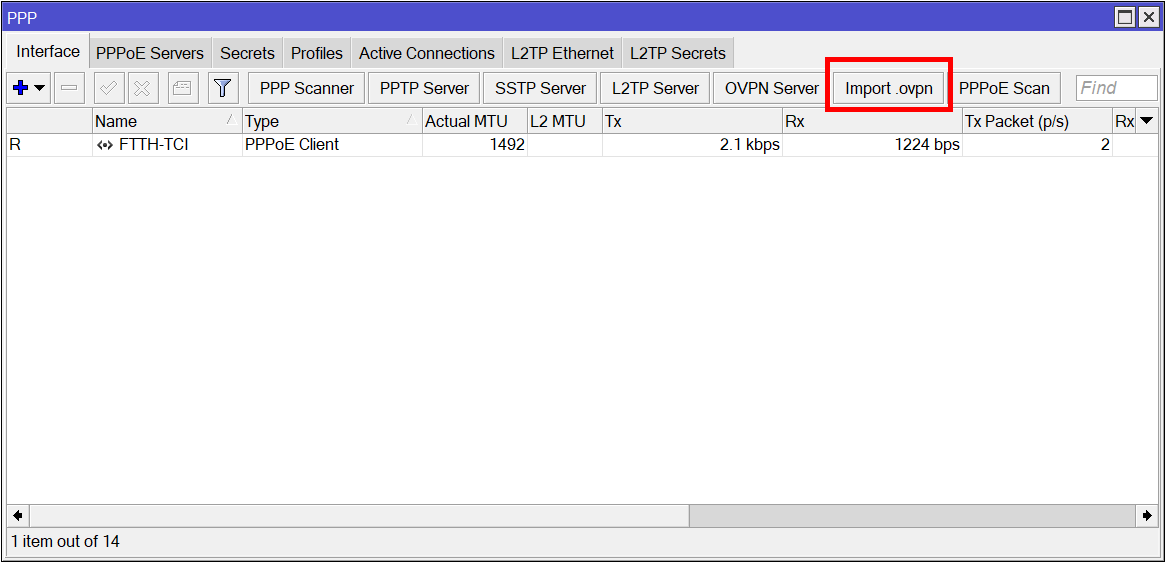 PPP
Interface PPPoE Servers Secrets Profiles Active Connections L2TP Ethernet L2TP Secrets
PPP Scanner PPTP Server SSTP Server L2TP Server OVPN Server Import .ovpn PPPoE Scan Find
Name Type Actual MTU L2 MTU Tx Rx Tx Packet (p/s) Rx
R FTTH-TCI PPPoE Client 1492 2.1 kbps 1224 bps 2
1 item out of 14